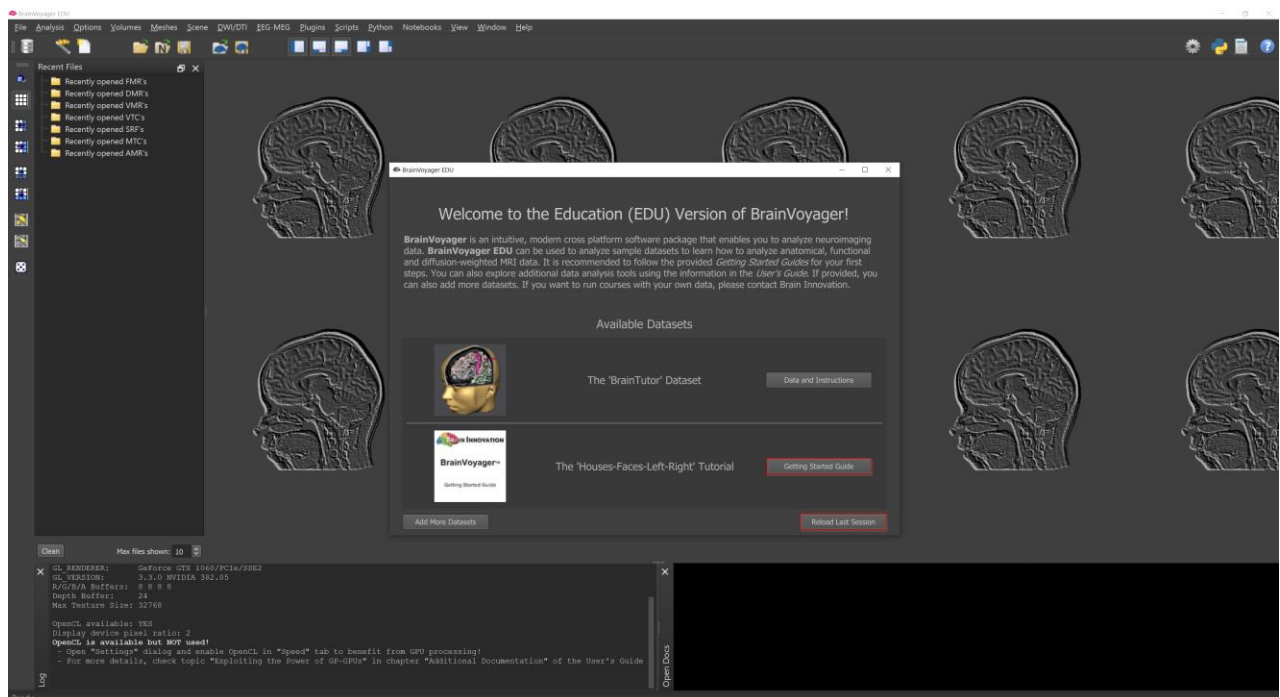 BrainVoyager EDU
File Analysis Options Volumes Meshes Scene DWI/DTI EEG-MEG Plugins Scripts Python Notebooks View Window Help
Recent Files
Recently opened FMR's
Recently opened DMR's
Recently opened VMR's
Recently opened VTC's
Recently opened SRF's
Recently opened MTC's
Recently opened AMR's
BrainVoyager EDU
Welcome to the Education (EDU) Version of BrainVoyager!
BrainVoyager is an intuitive, modern cross platform software package that enables you to analyze neuroimaging
data. BrainVoyager EDU can be used to analyze sample datasets to learn how to analyze anatomical, functional
and diffusion-weighted MRI data. It is recommended to follow the provided Getting Started Guides for your first
steps. You can also explore additional data analysis tools using the information in the User's Guide. If provided, you
can also add more datasets. If you want to run courses with your own data, please contact Brain Innovation.
Available Datasets
The 'BrainTutor' Dataset
Data and Instructions
BRAIN INNOVATION
BrainVoyager™
Getting Started Guide
The 'Houses-Faces-Left-Right' Tutorial
Getting Started Guide
Add More Datasets
Reload Last Session
Clean
Max files shown: 10
GL_RENDERER: GeForce GTX 1060/PCIe/SSE2
GL_VERSION: 3.3.0 NVIDIA 382.05
R/G/B/A Buffers: 8 8 8 8
Depth Buffer: 24
Max Texture Size: 32768
OpenCL available: YES
Display device pixel ratio: 2
OpenCL is available but NOT used!
- Open "Settings" dialog and enable OpenCL in "Speed" tab to benefit from GPU processing!
- For more details, check topic "Exploiting the Power of GP-GPUs" in chapter "Additional Documentation" of the User's Guide
Log
Open Docs